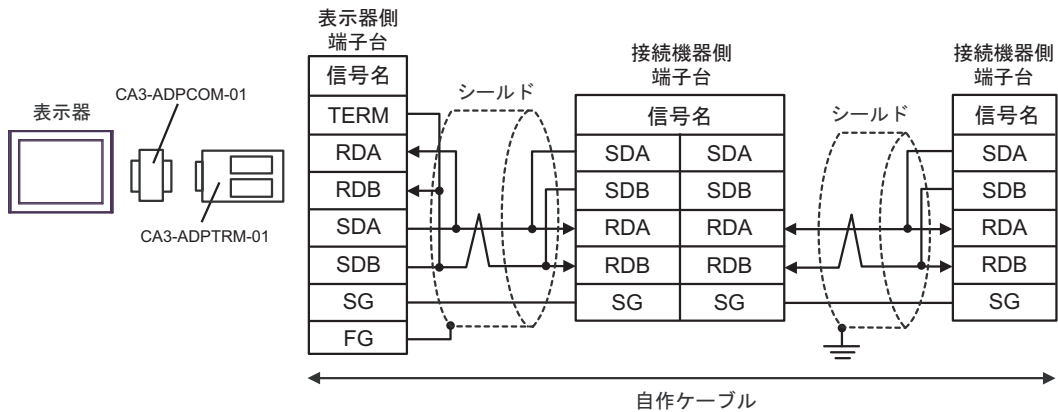 表示器
CA3-ADPCOM-01
CA3-ADPTRM-01
表示器側
端子台
信号名
TERM
RDA
RDB
SDA
SDB
SG
FG
シールド
接続機器側
端子台
信号名
SDA SDA
SDB SDB
RDA RDA
RDB RDB
SG SG
シールド
接続機器側
端子台
信号名
SDA
SDB
RDA
RDB
SG
自作ケーブル